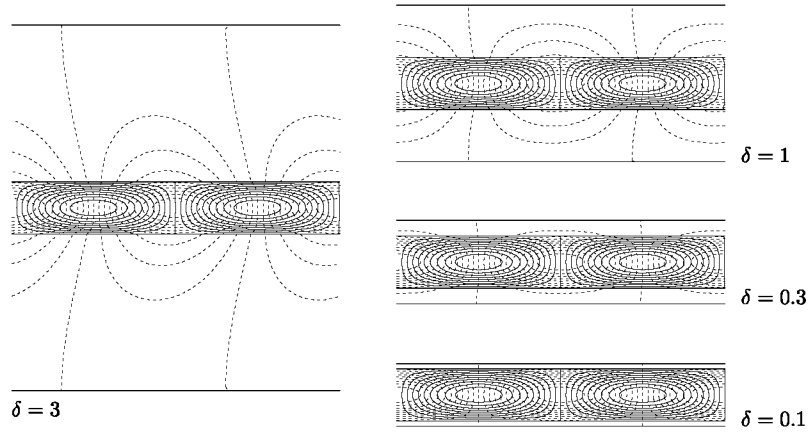 δ = 3
δ = 1
δ = 0.3
δ = 0.1